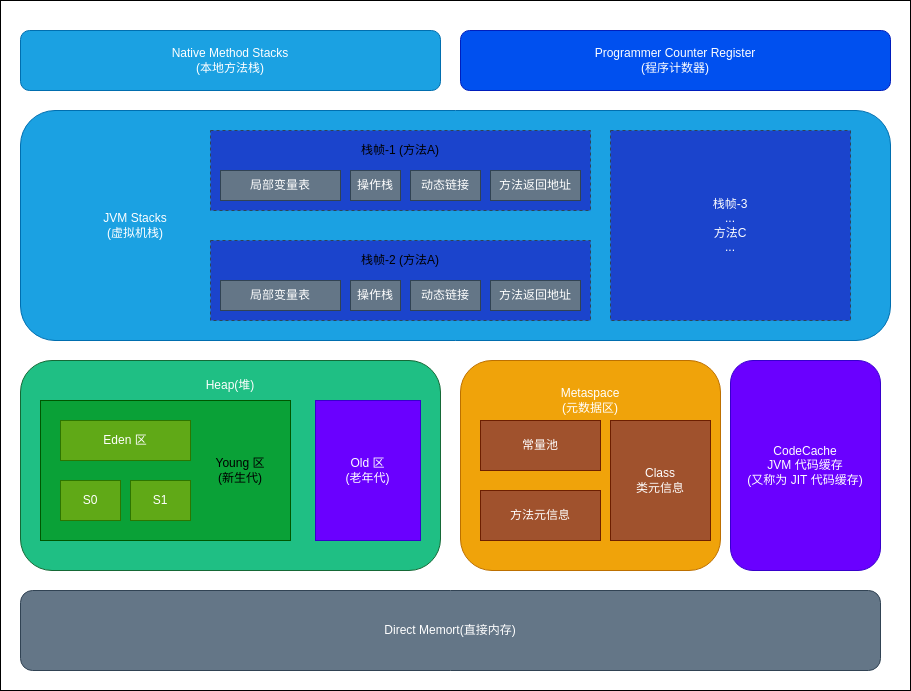 Native Method Stacks
(本地方法栈)
Programmer Counter Register
(程序计数器)
JVM Stacks
(虚拟机栈)
栈帧-1 (方法A)
局部变量表
操作栈
动态链接
方法返回地址
栈帧-2 (方法A)
局部变量表
操作栈
动态链接
方法返回地址
栈帧-3
...
方法C
...
Heap(堆)
Eden 区
S0
S1
Young 区
(新生代)
Old 区
(老年代)
Metaspace
(元数据区)
常量池
方法元信息
Class
类元信息
CodeCache
JVM 代码缓存
(又称为 JIT 代码缓存)
Direct Memort(直接内存)